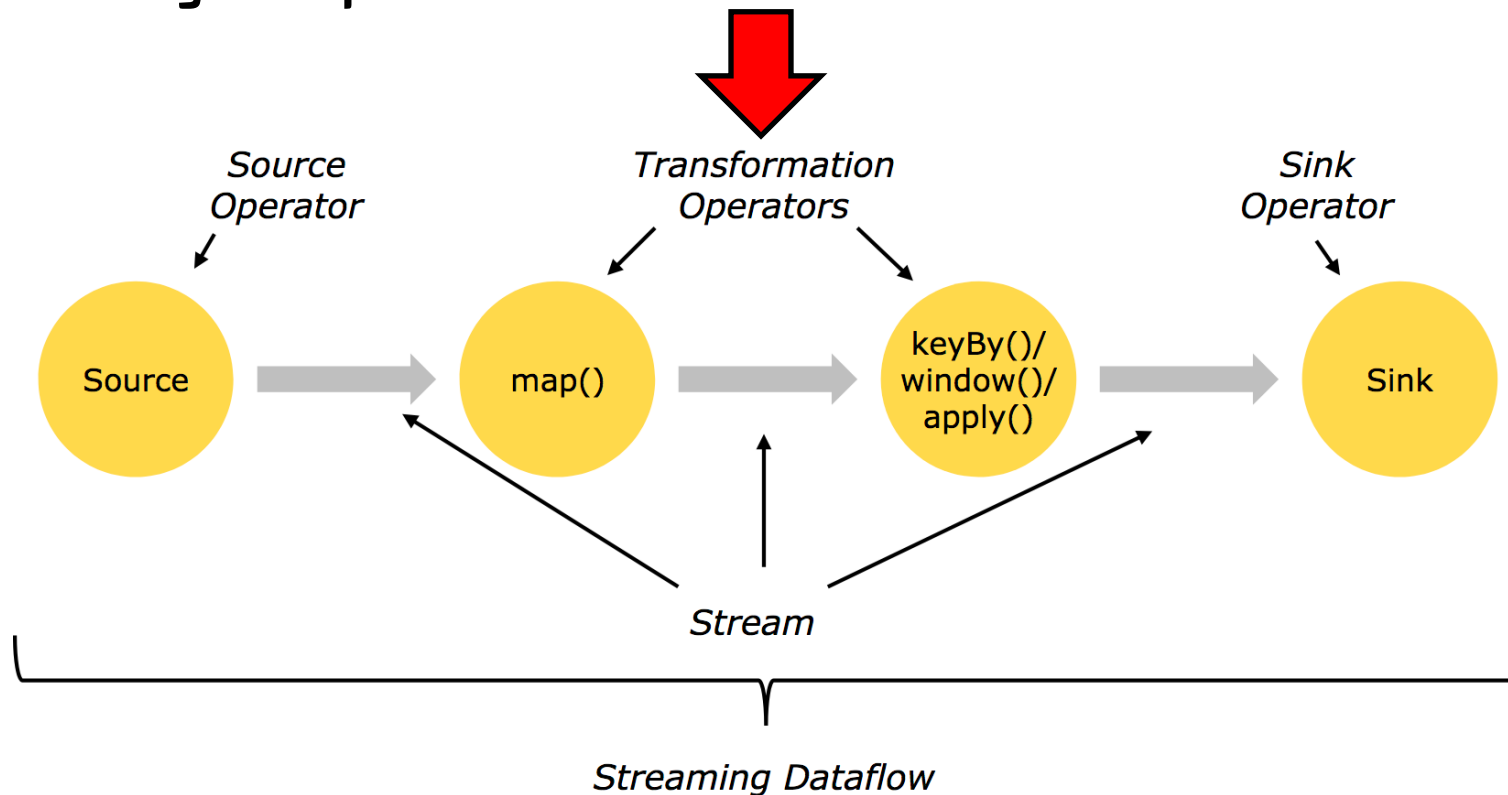 Source
Operator
Transformation
Operators
Sink
Operator
Source
map()
keyBy()/
window()/
apply()
Sink
Stream
Streaming Dataflow